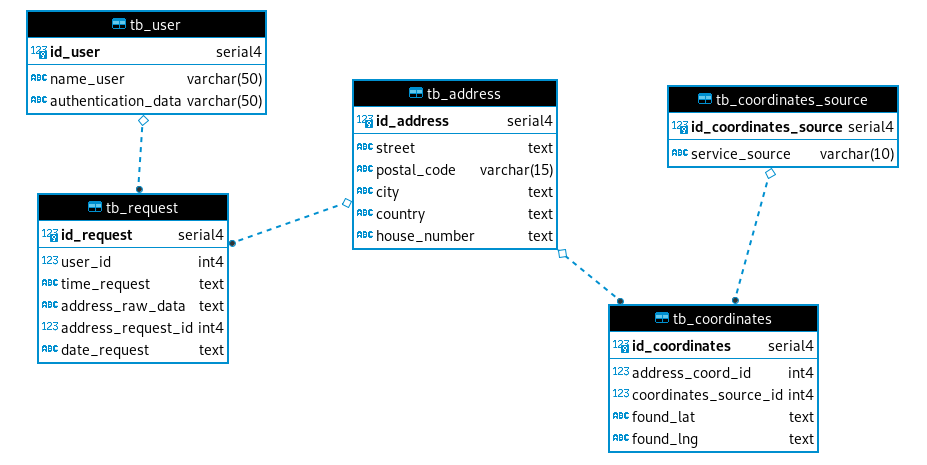 tb_user
123 id_user serial4
ABC name_user varchar(50)
ABC authentication_data varchar(50)
tb_request
123 id_request serial4
123 user_id int4
ABC time_request text
ABC address_raw_data text
123 address_request_id int4
ABC date_request text
tb_address
123 id_address serial4
ABC street text
ABC postal_code varchar(15)
ABC city text
ABC country text
ABC house_number text
tb_coordinates_source
123 id_coordinates_source serial4
ABC service_source varchar(10)
tb_coordinates
123 id_coordinates serial4
123 address_coord_id int4
123 coordinates_source_id int4
ABC found_lat text
ABC found_lng text